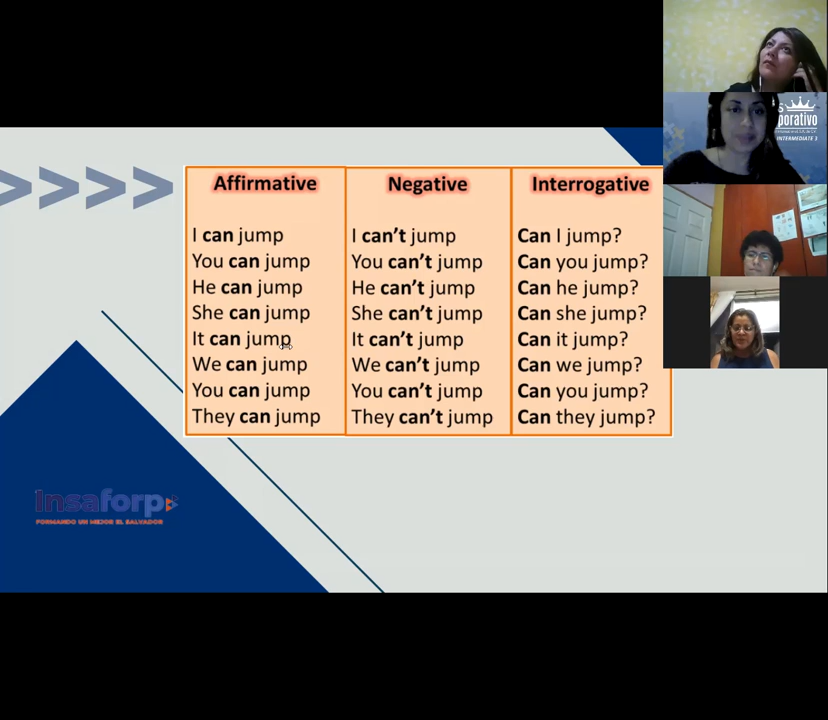 Affirmative
I can jump
You can jump
He can jump
She can jump
It can jump
We can jump
You can jump
They can jump
Negative
I can't jump
You can't jump
He can't jump
She can't jump
It can't jump
We can't jump
You can't jump
They can't jump
Interrogative
Can I jump?
Can you jump?
Can he jump?
Can she jump?
Can it jump?
Can we jump?
Can you jump?
Can they jump?
Insaforp
FORMANDO UN MEJOR EL SALVADOR
S
porativo
INTERMEDIATE 3